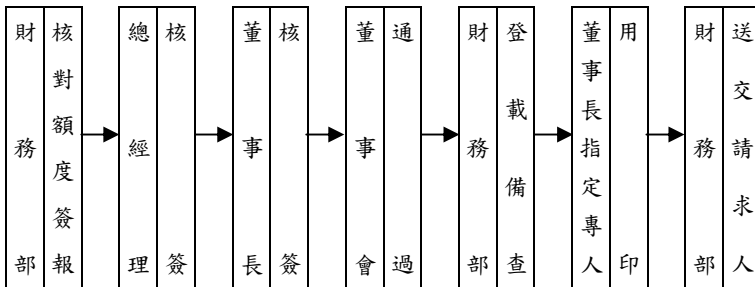 財務部
核對額度簽報
總經理
核簽
董事長
核簽
董事會
通過
財務部
登載備查
董事長指定專人
用印
財務部
送交請求人